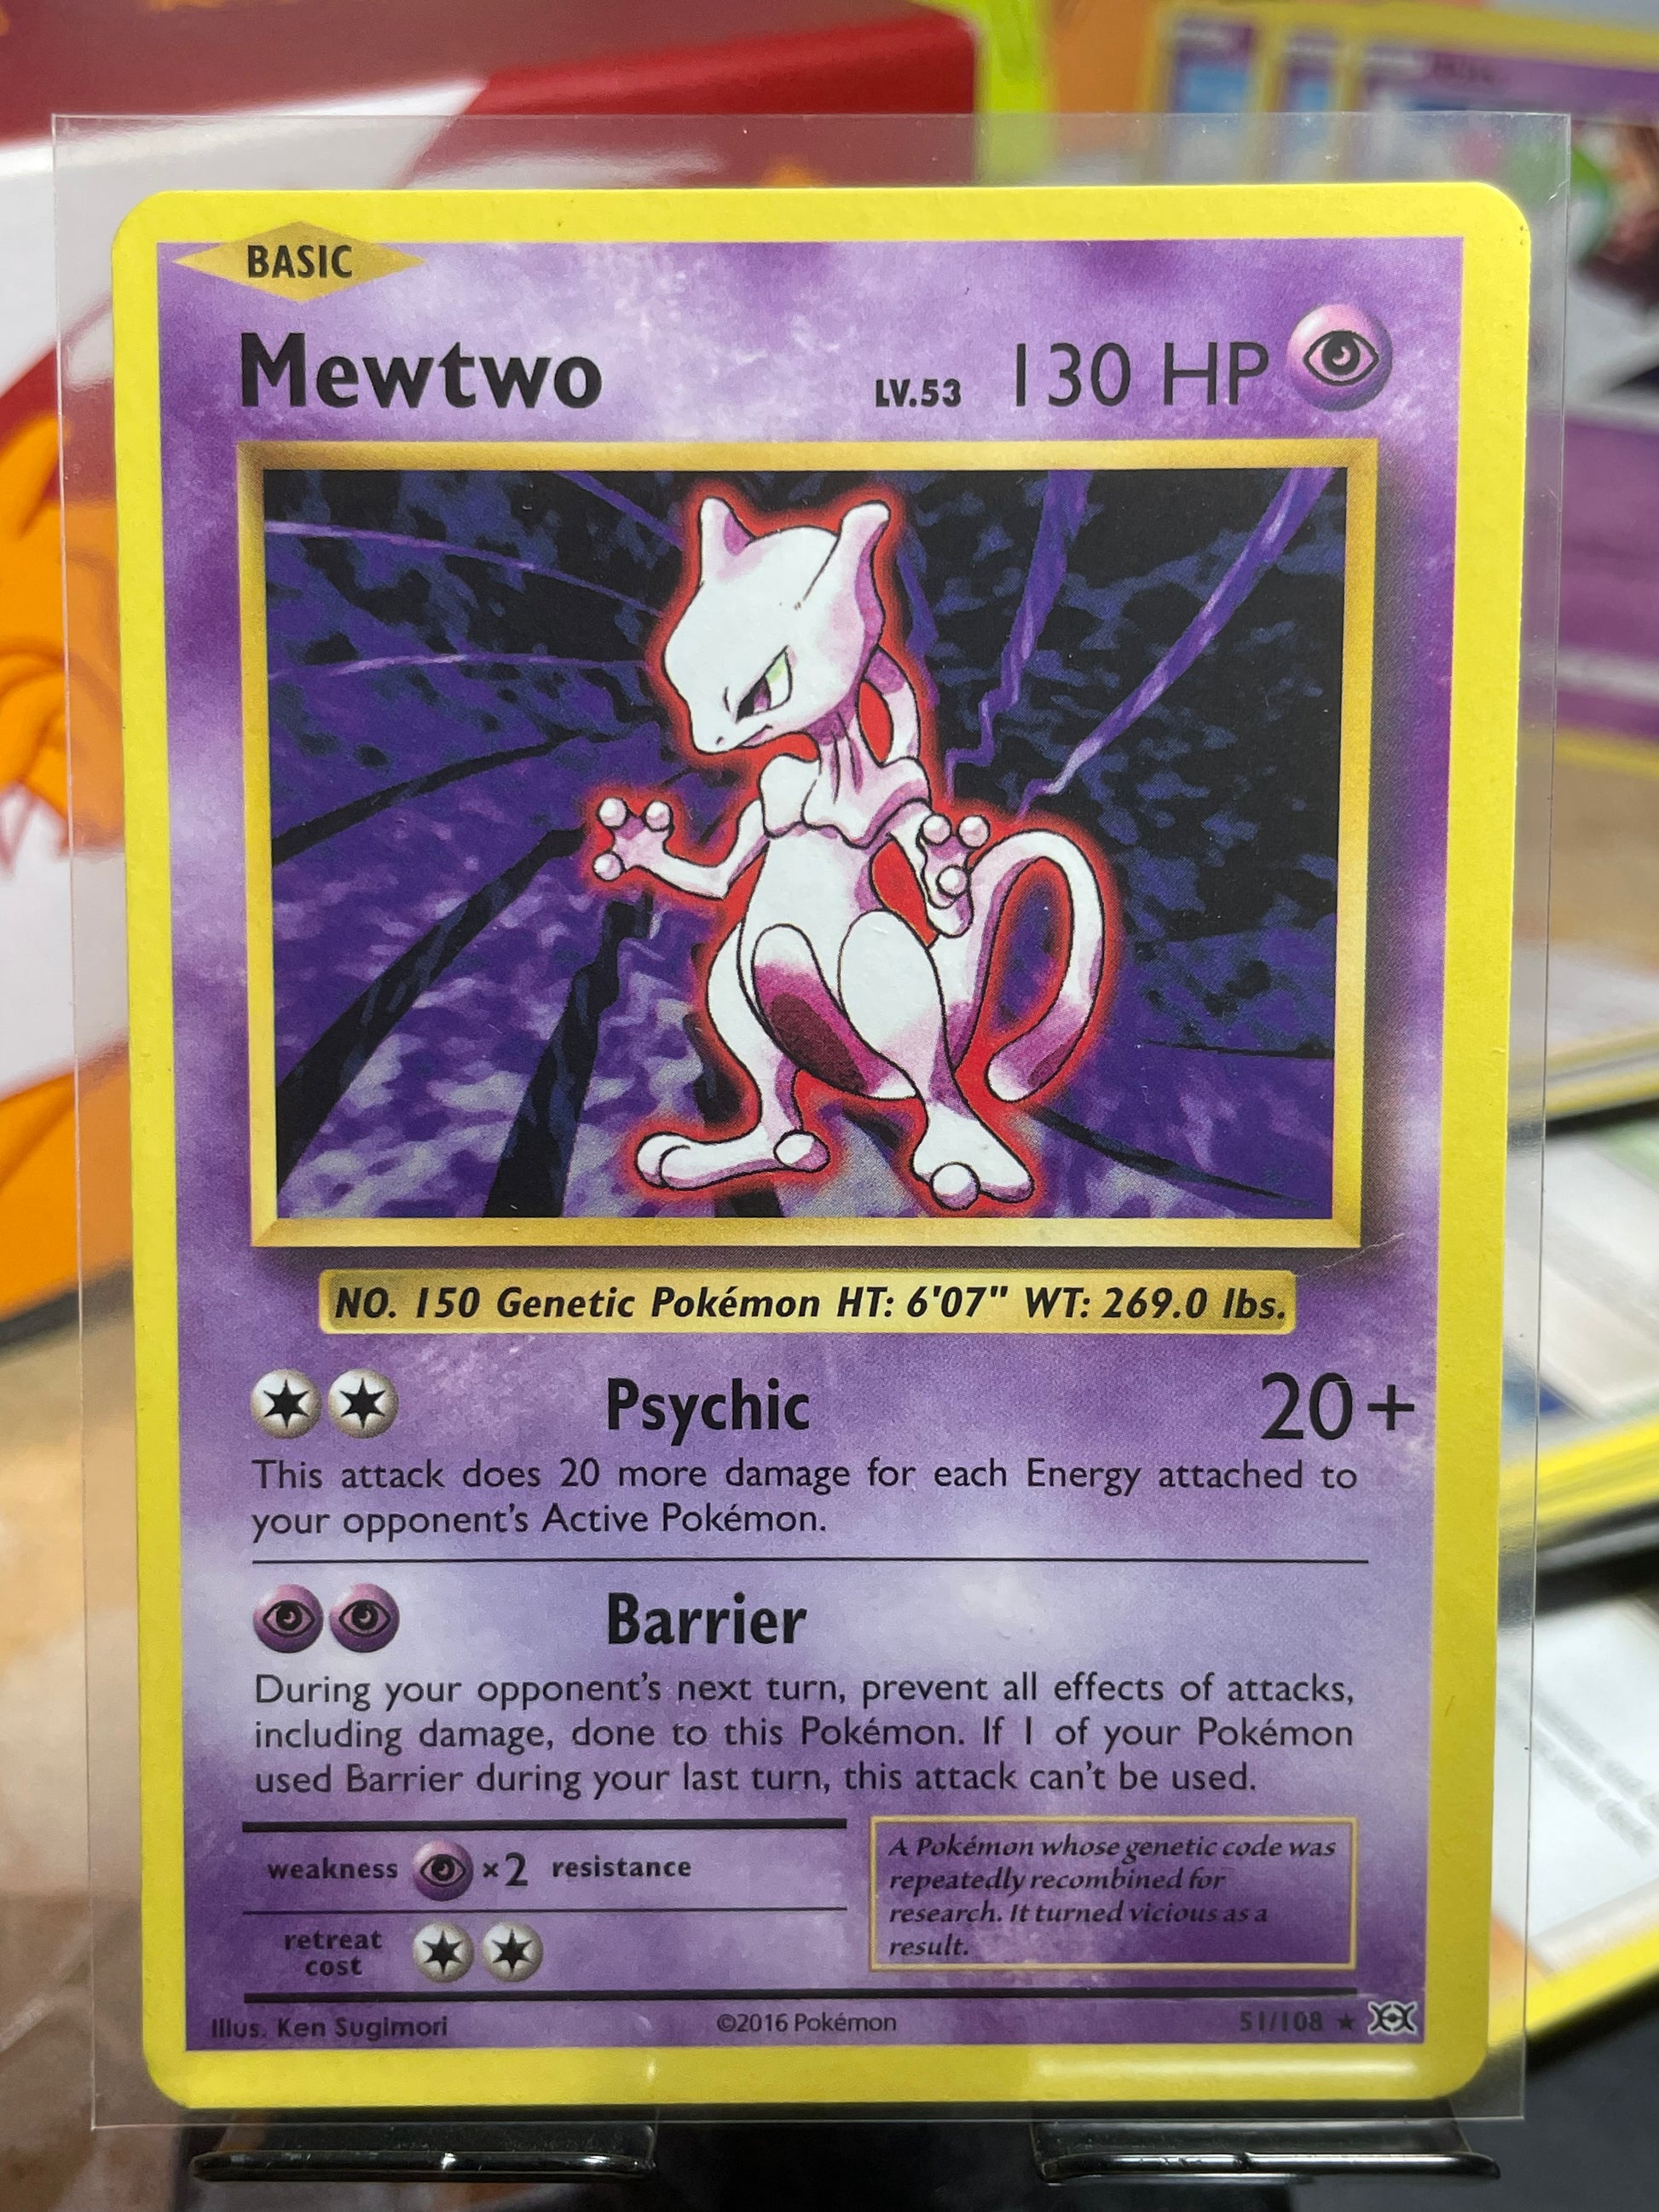 BASIC
Mewtwo LV.53 130 HP
NO. 150 Genetic Pokémon HT: 6'07" WT: 269.0 lbs.
Psychic 20+
This attack does 20 more damage for each Energy attached to
your opponent's Active Pokémon.
Barrier
During your opponent's next turn, prevent all effects of attacks,
including damage, done to this Pokémon. If 1 of your Pokémon
used Barrier during your last turn, this attack can't be used.
weakness ×2 resistance
retreat
cost
A Pokémon whose genetic code was
repeatedly recombined for
research. It turned vicious as a
result.
Illus. Ken Sugimori ©2016 Pokémon 51/108 ★